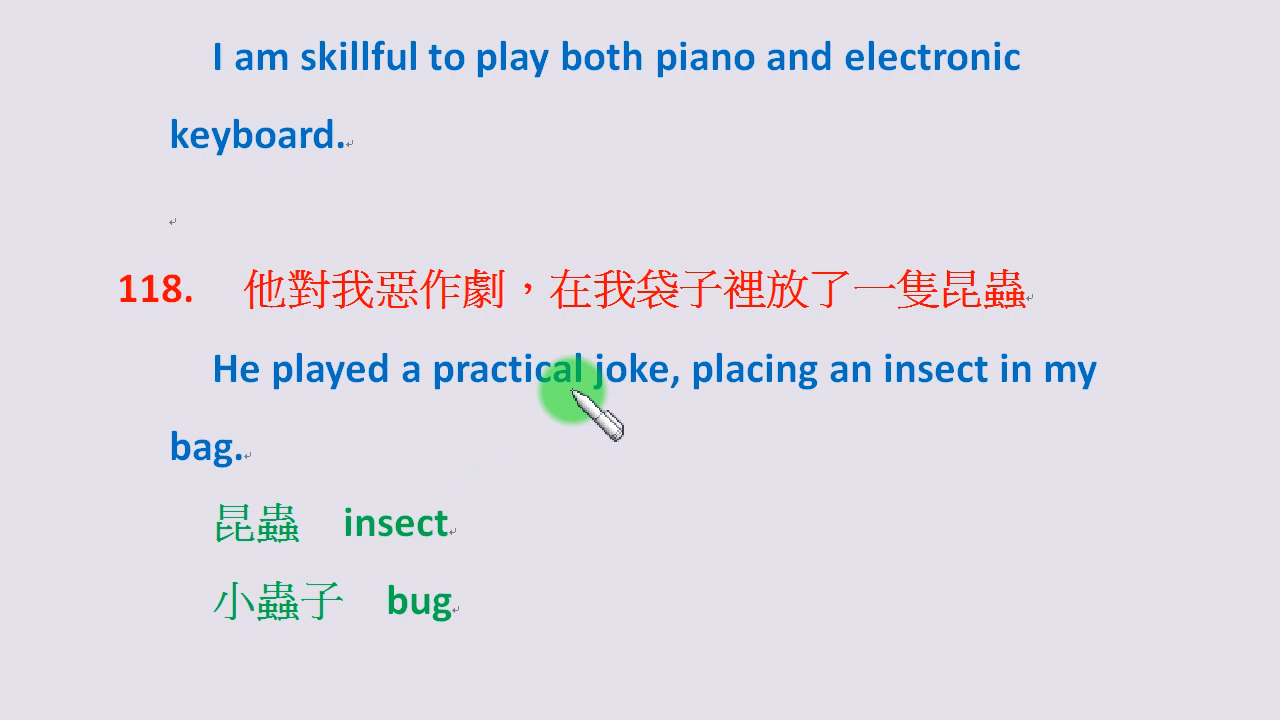 I am skillful to play both piano and electronic
keyboard.
118. 他對我惡作劇，在我袋子裡放了一隻昆蟲
He played a practical joke, placing an insect in my
bag.
昆蟲 insect
小蟲子 bug